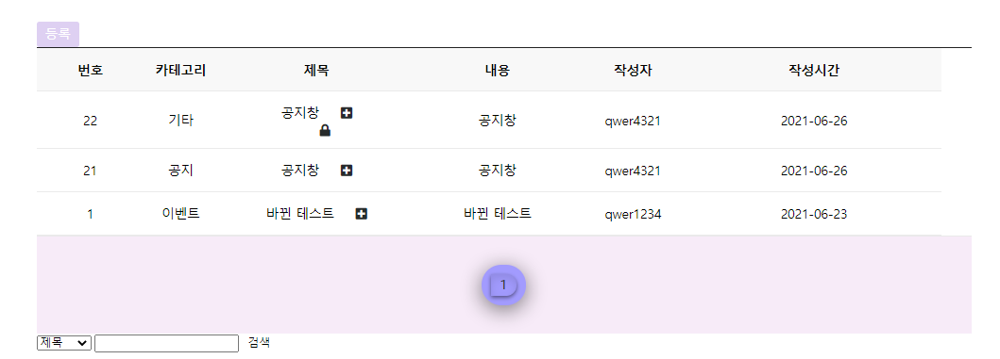 등록
번호 카테고리 제목 내용 작성자 작성시간
22 기타 공지창 공지창 qwer4321 2021-06-26
21 공지 공지창 공지창 qwer4321 2021-06-26
1 이벤트 바뀐 테스트 바뀐 테스트 qwer1234 2021-06-23
1
제목 검색